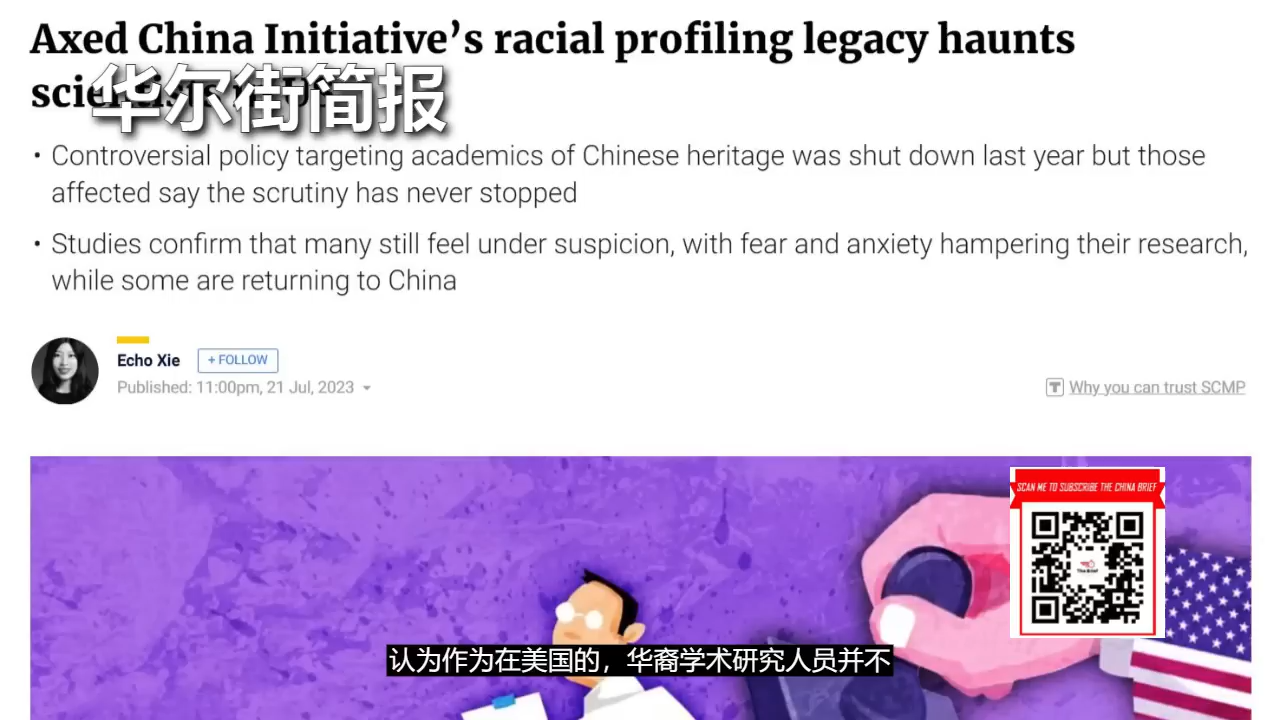 Axed China Initiative’s racial profiling legacy haunts
华尔街简报
• Controversial policy targeting academics of Chinese heritage was shut down last year but those
affected say the scrutiny has never stopped
• Studies confirm that many still feel under suspicion, with fear and anxiety hampering their research,
while some are returning to China
Echo Xie
+ FOLLOW
Published: 11:00pm, 21 Jul, 2023
Why you can trust SCMP
SCAN ME TO SUBSCRIBE THE CHINA BRIEF
认为作为在美国的，华裔学术研究人员并不